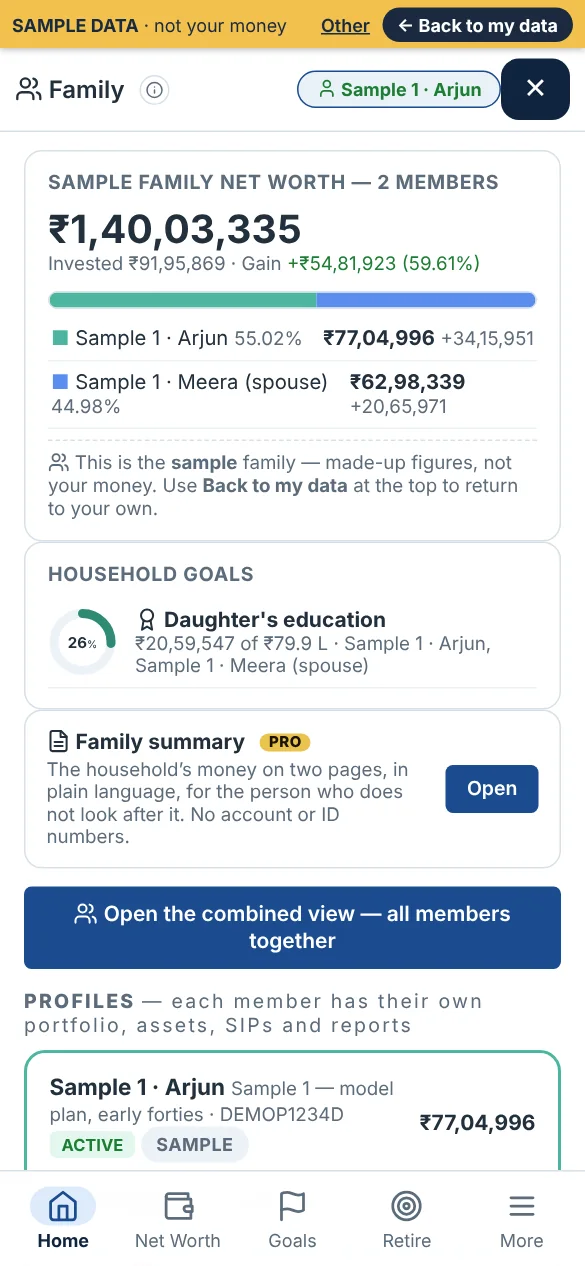 SAMPLE DATA · not your money Other ← Back to my data
Family Sample 1 · Arjun ✕
SAMPLE FAMILY NET WORTH — 2 MEMBERS
₹1,40,03,335
Invested ₹91,95,869 · Gain +₹54,81,923 (59.61%)
Sample 1 · Arjun 55.02% ₹77,04,996 +34,15,951
Sample 1 · Meera (spouse) ₹62,98,339
44.98% +20,65,971
This is the sample family — made-up figures, not
your money. Use Back to my data at the top to return
to your own.
HOUSEHOLD GOALS
26%
Daughter's education
₹20,59,547 of ₹79.9 L · Sample 1 · Arjun,
Sample 1 · Meera (spouse)
Family summary PRO
The household’s money on two pages, in
plain language, for the person who does
not look after it. No account or ID
numbers.
Open
Open the combined view — all members
together
PROFILES — each member has their own
portfolio, assets, SIPs and reports
Sample 1 · Arjun Sample 1 — model
plan, early forties · DEMOP1234D
₹77,04,996
ACTIVE SAMPLE
Home Net Worth Goals Retire More